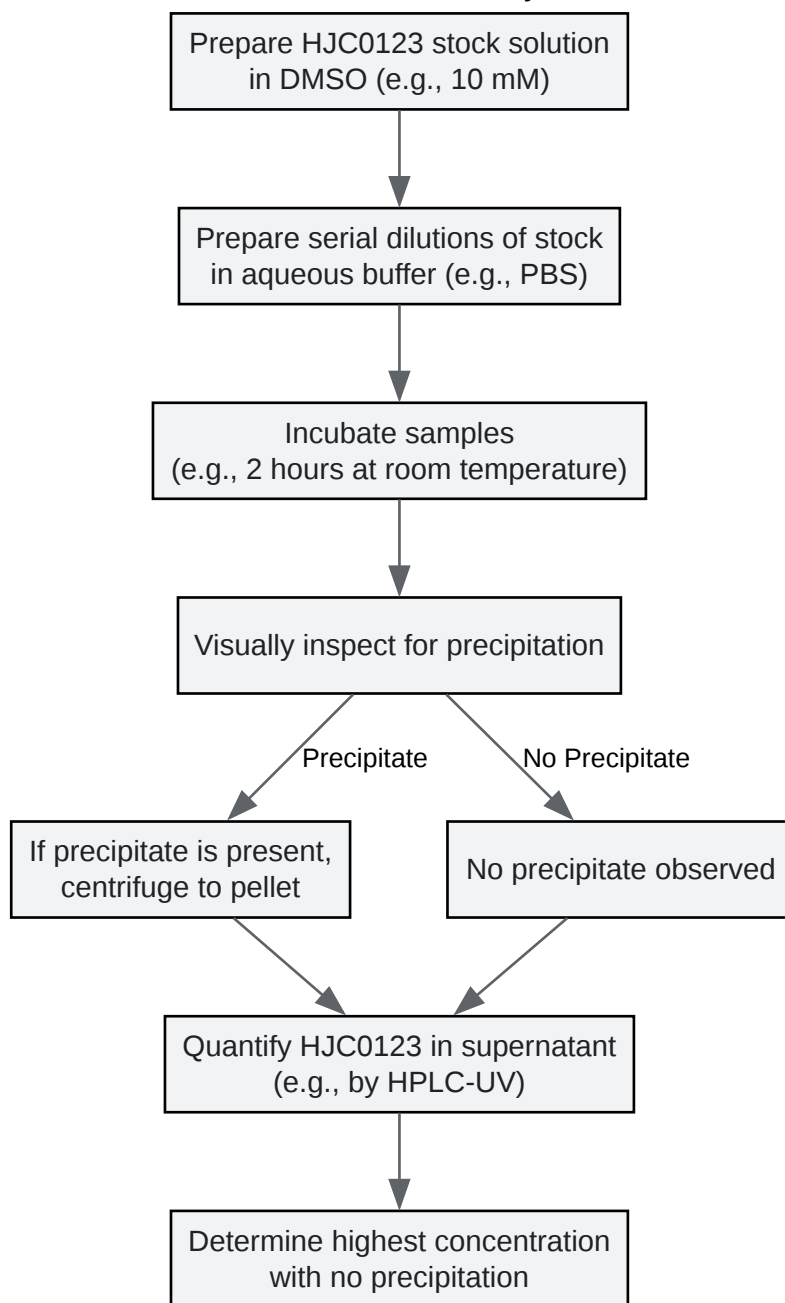 Prepare HJC0123 stock solution
in DMSO (e.g., 10 mM)
Prepare serial dilutions of stock
in aqueous buffer (e.g., PBS)
Incubate samples
(e.g., 2 hours at room temperature)
Visually inspect for precipitation
Precipitate
No Precipitate
If precipitate is present,
centrifuge to pellet
No precipitate observed
Quantify HJC0123 in supernatant
(e.g., by HPLC-UV)
Determine highest concentration
with no precipitation